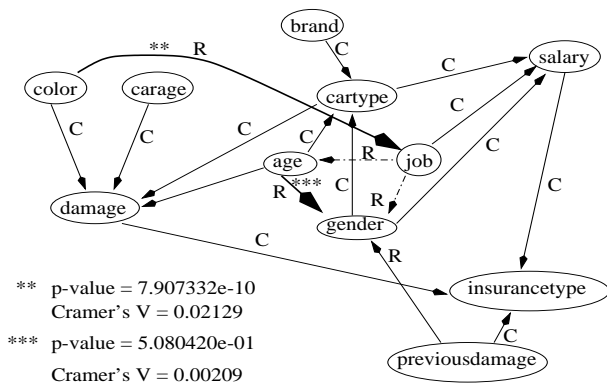 brand
** R
C
salary
color
carage
C
cartype
C
C
C
C
C
C
age
R
job
***
R
C
R
C
damage
gender
C
R
insurancetype
** p-value = 7.907332e-10
Cramer's V = 0.02129
*** p-value = 5.080420e-01
C
previousdamage
Cramer's V = 0.00209